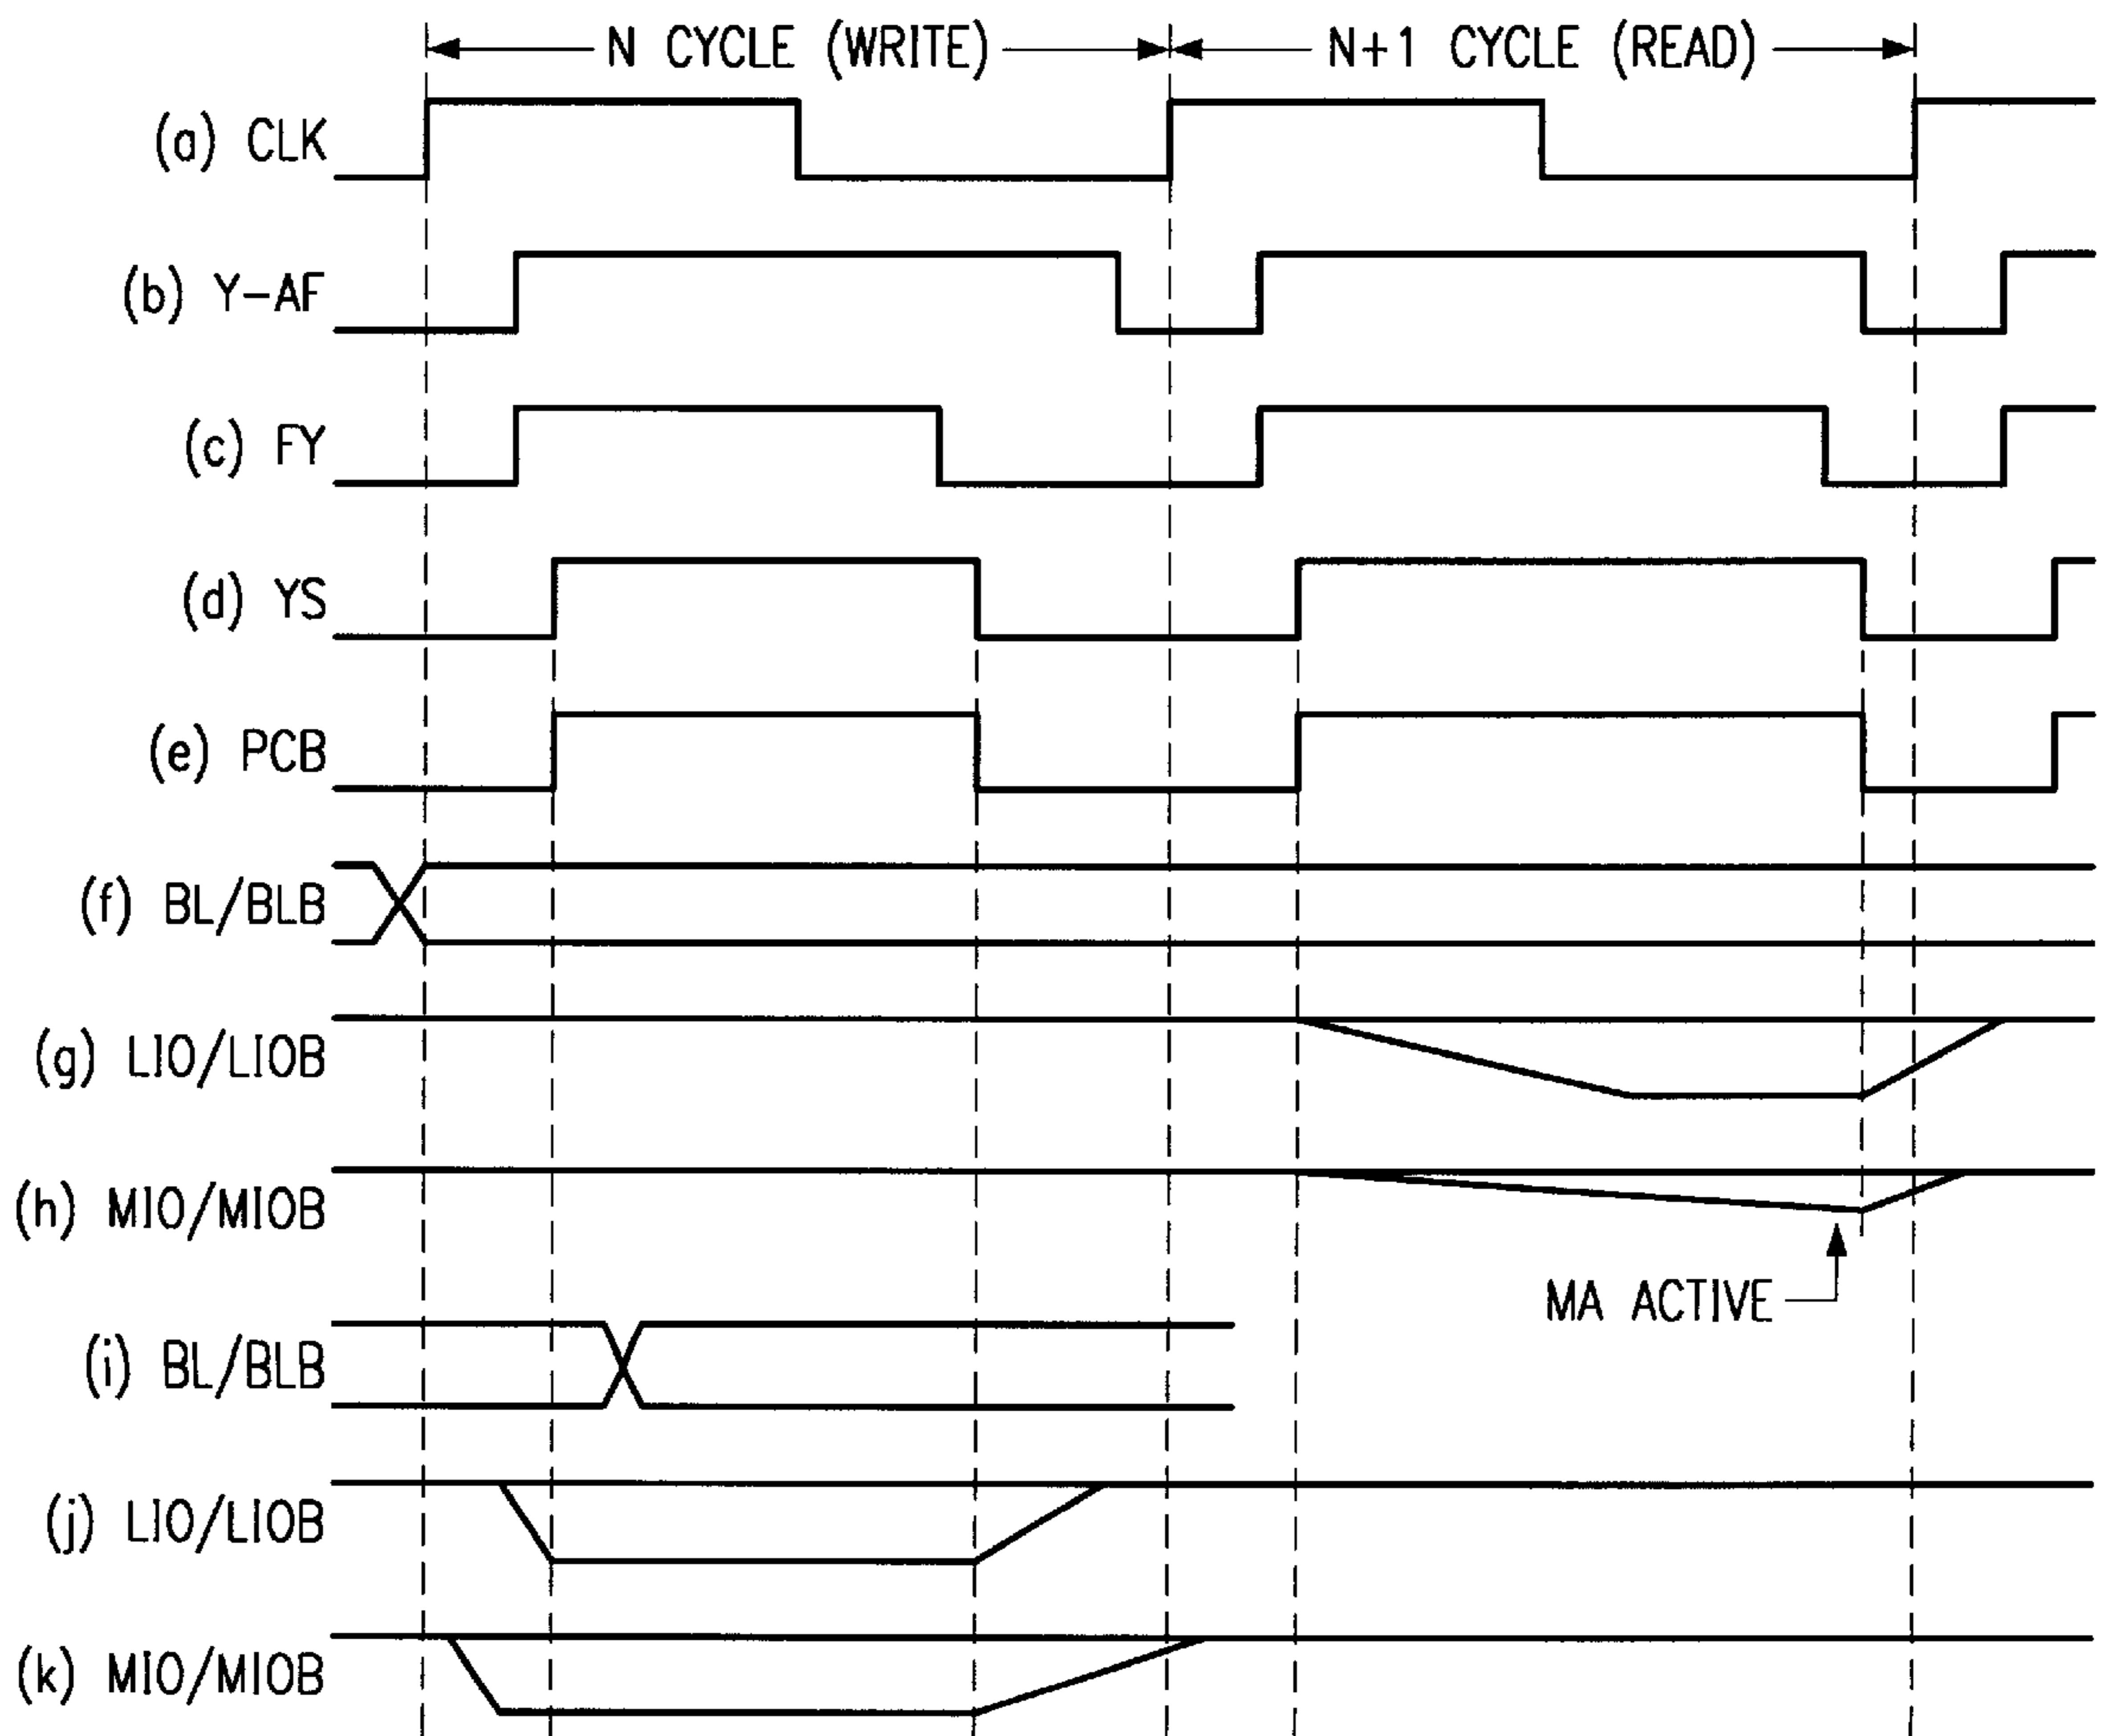 N CYCLE (WRITE) N+1 CYCLE (READ)
(a) CLK
(b) Y-AF
(c) FY
(d) YS
(e) PCB
(f) BL/BLB
(g) LIO/LIOB
(h) MIO/MIOB
MA ACTIVE
(i) BL/BLB
(j) LIO/LIOB
(k) MIO/MIOB